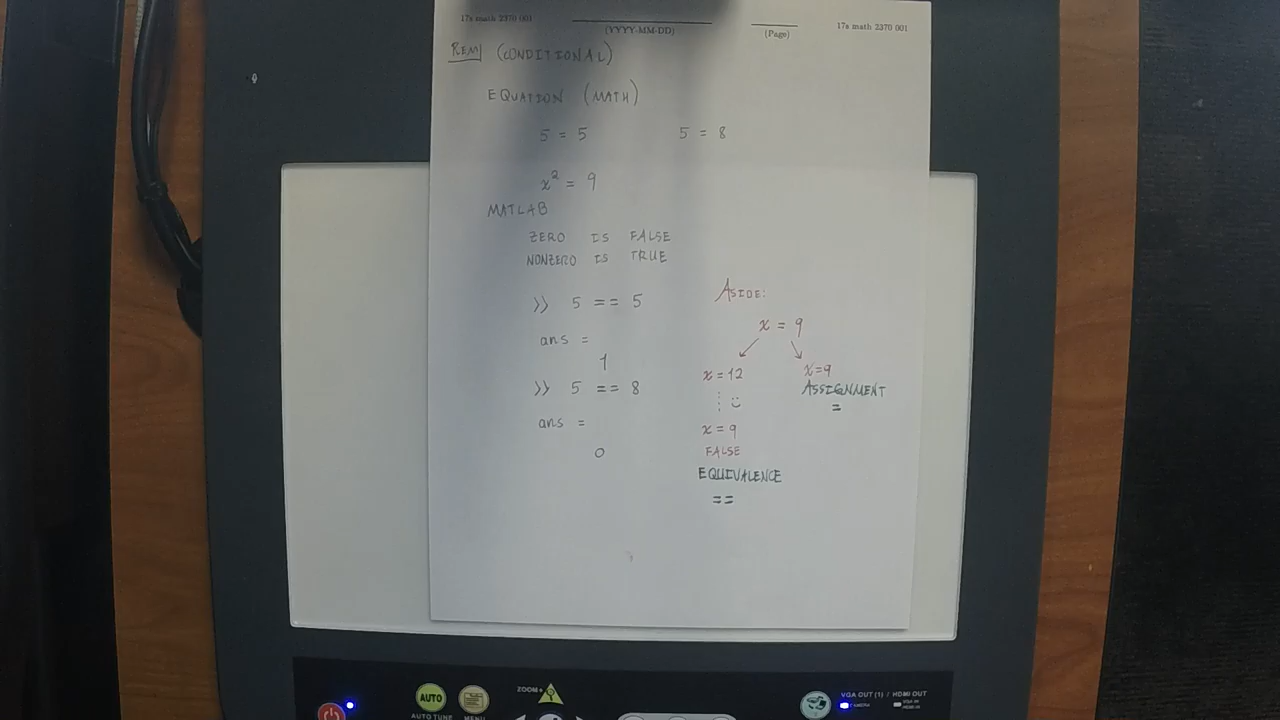 17s math 2370 001
(YYYY-MM-DD)
(Page)
17s math 2370 001
REM (CONDITIONAL)
EQUATION (MATH)
5 = 5
5 = 8
x² = 9
MATLAB
ZERO IS FALSE
NONZERO IS TRUE
>> 5 == 5
ans =
1
>> 5 == 8
ans =
0
ASIDE:
x = 9
x = 12
⋮
x = 9
FALSE
EQUIVALENCE
==
x=9
ASSIGNMENT
=
AUTO
AUTO TUNE
MENU
ZOOM+
VGA OUT (1) / HDMI OUT